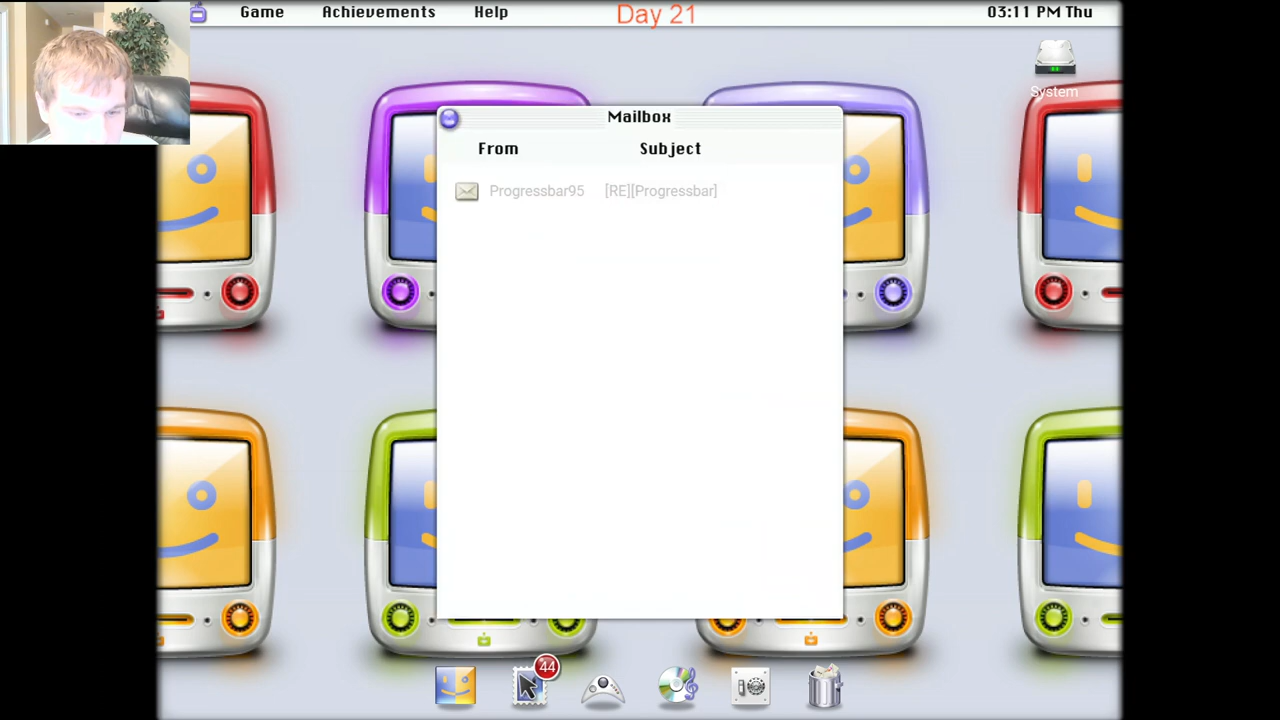 Game Achievements Help Day 21 03:11 PM Thu
System
Mailbox
From Subject
Progressbar95 [RE][Progressbar]
44